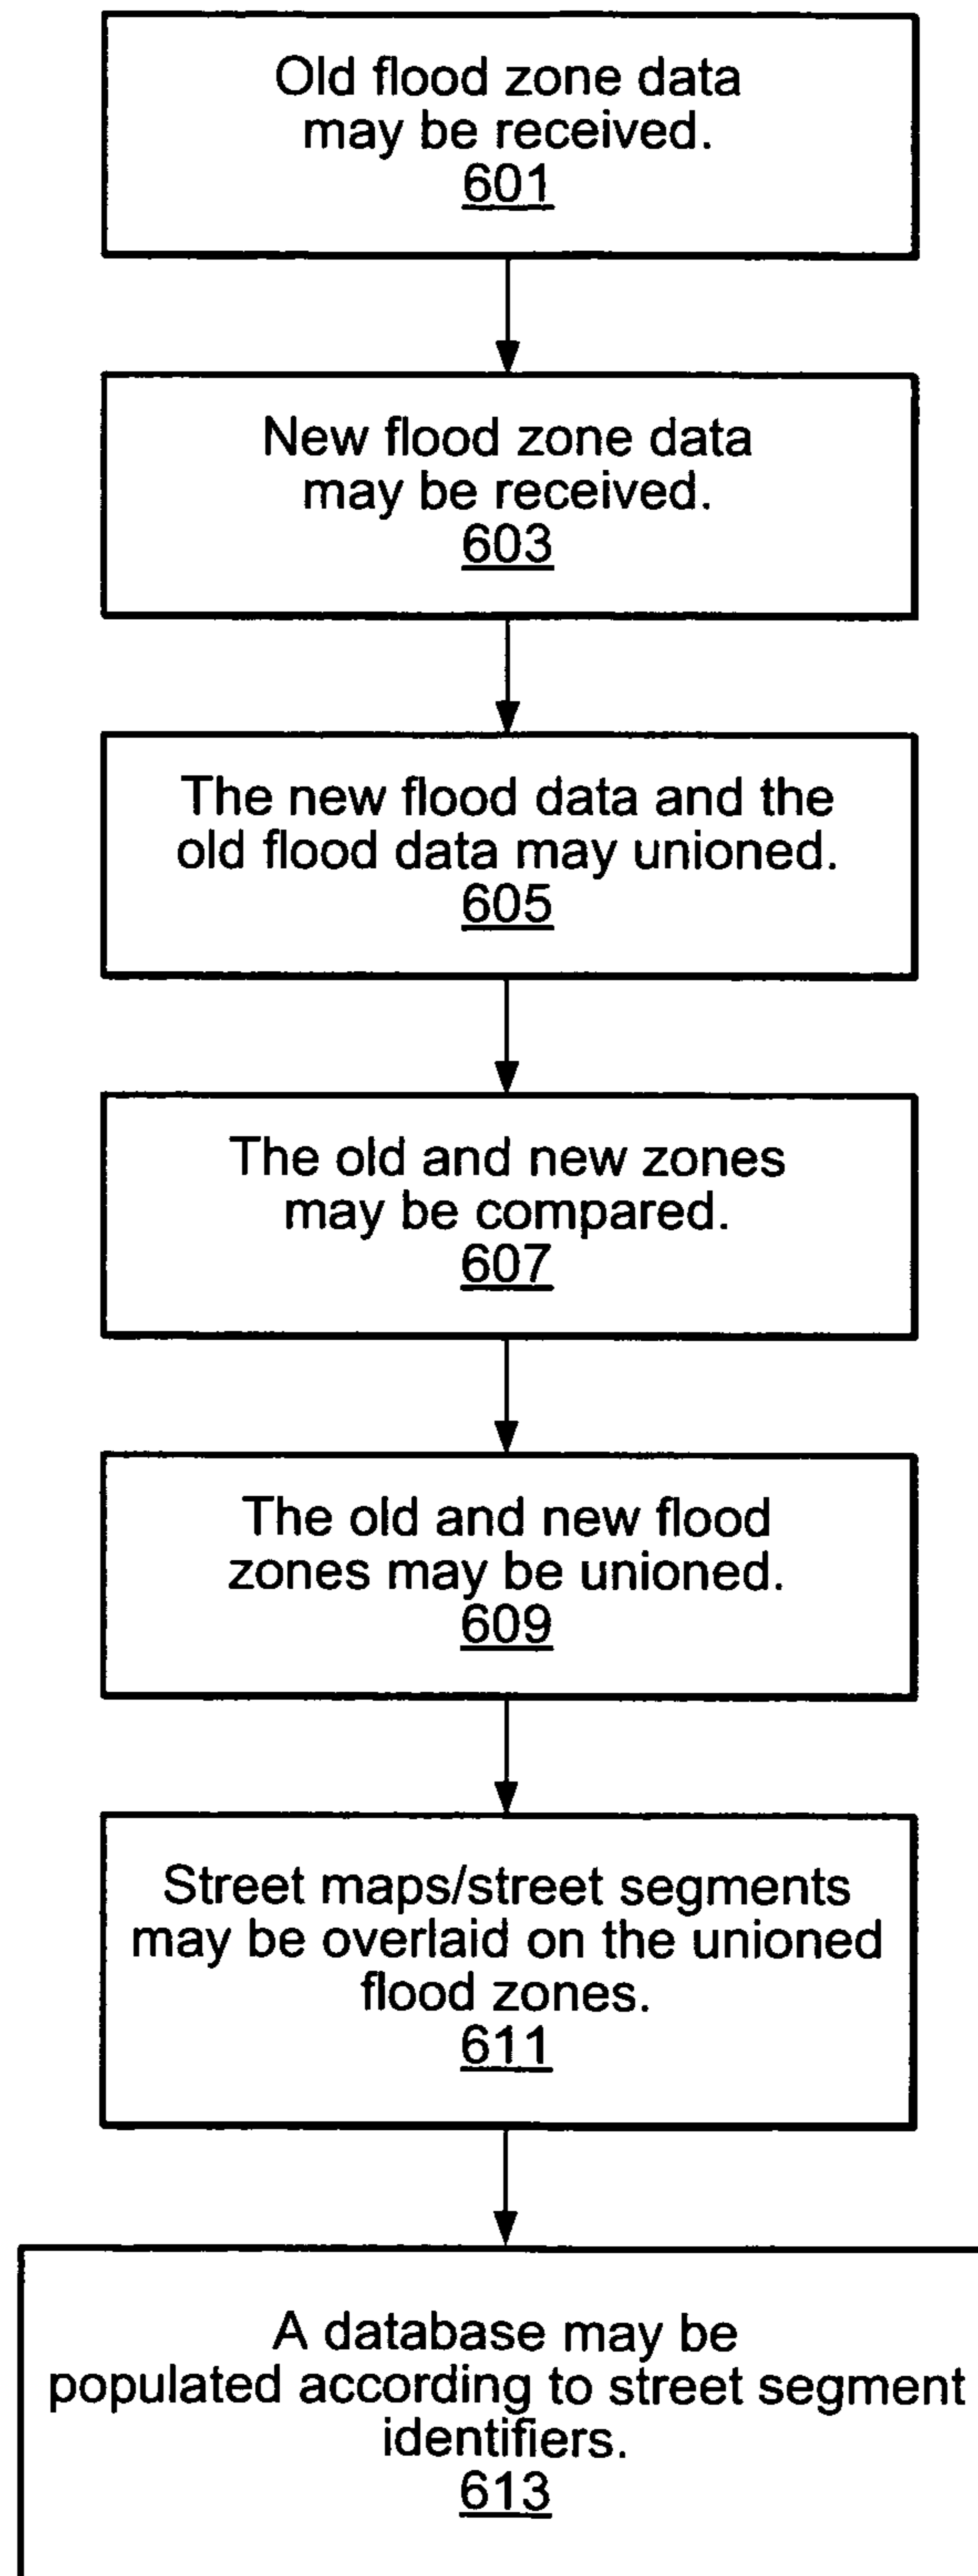 Old flood zone data
may be received.
601
New flood zone data
may be received.
603
The new flood data and the
old flood data may unioned.
605
The old and new zones
may be compared.
607
The old and new flood
zones may be unioned.
609
Street maps/street segments
may be overlaid on the unioned
flood zones.
611
A database may be
populated according to street segment
identifiers.
613